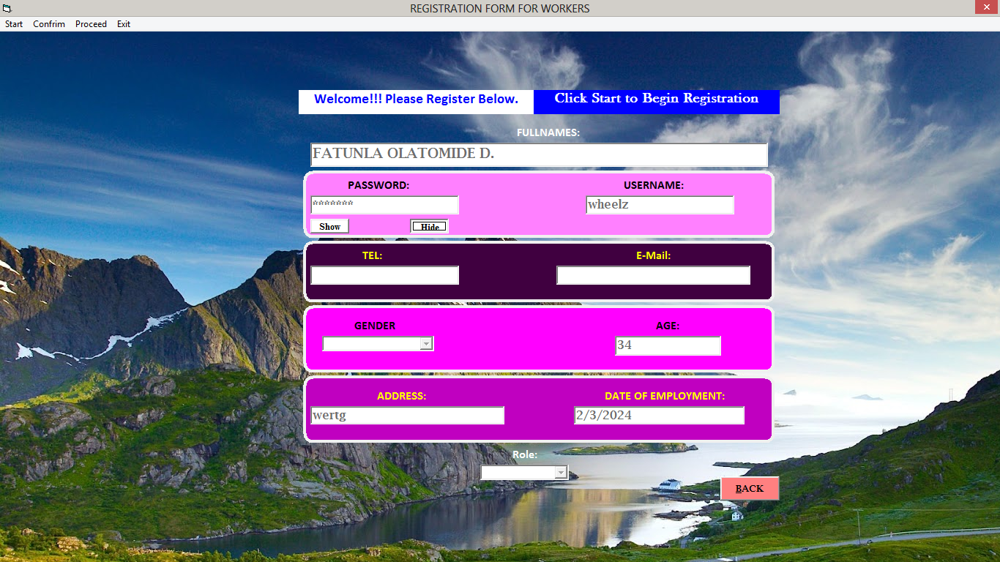 REGISTRATION FORM FOR WORKERS
Start Confrim Proceed Exit
Welcome!!! Please Register Below. Click Start to Begin Registration
FULLNAMES:
FATUNLA OLATOMIDE D.
PASSWORD: USERNAME:
******* wheelz
Show Hide
TEL: E-Mail:
GENDER AGE:
34
ADDRESS: DATE OF EMPLOYMENT:
wertg 2/3/2024
Role:
BACK